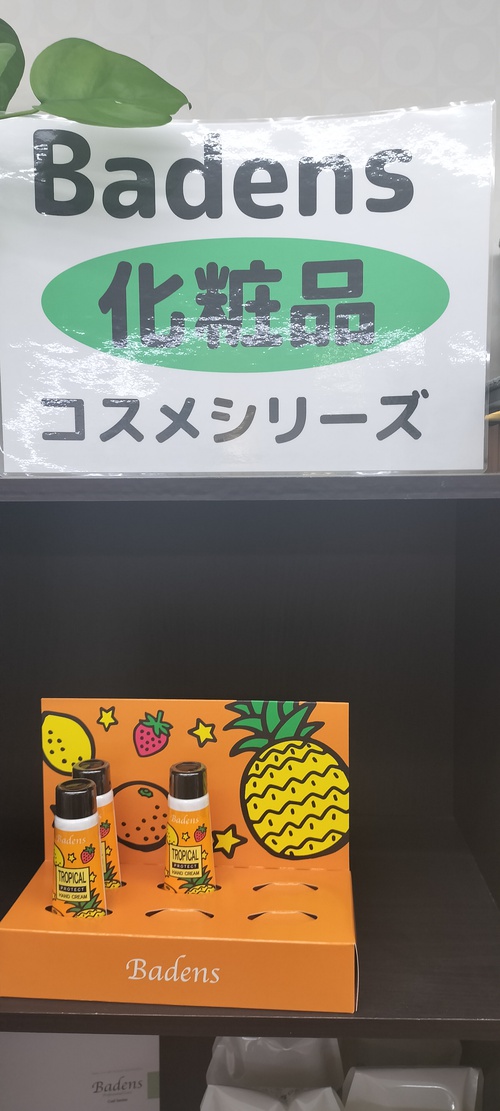 Badens
化粧品
コスメシリーズ
Badens
TROPICAL
PROTECT
HAND CREAM
Badens
TROPICAL
PROTECT
HAND CREAM
Badens
Badens